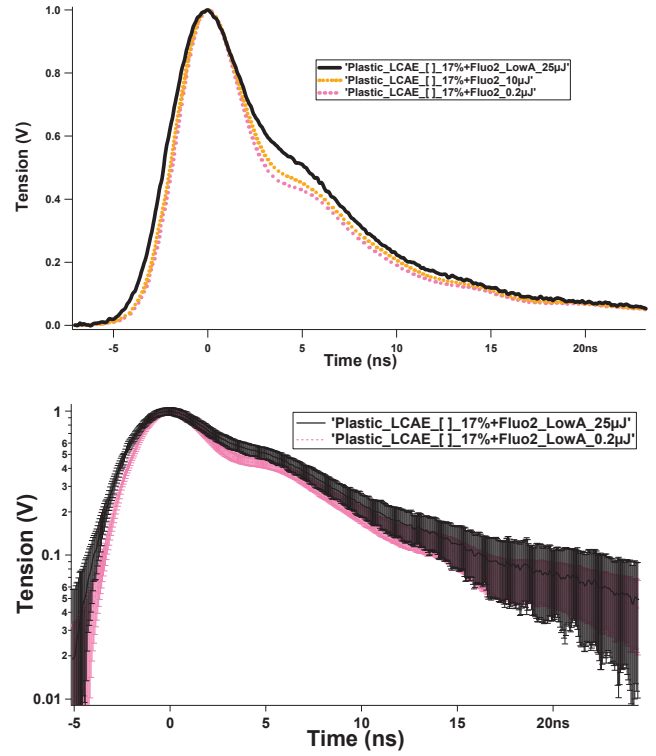 1.0
0.8
0.6
0.4
0.2
0.0
Tension (V)
'Plastic_LCAE_[ ]_17%+Fluo2_LowA_25µJ'
'Plastic_LCAE_[ ]_17%+Fluo2_10µJ'
'Plastic_LCAE_[ ]_17%+Fluo2_0.2µJ'
-5 0 5 10 15 20ns
Time (ns)
1
6
5
4
3
2
0.1
6
5
4
3
2
0.01
Tension (V)
'Plastic_LCAE_[ ]_17%+Fluo2_LowA_25µJ'
'Plastic_LCAE_[ ]_17%+Fluo2_LowA_0.2µJ'
-5 0 5 10 15 20ns
Time (ns)